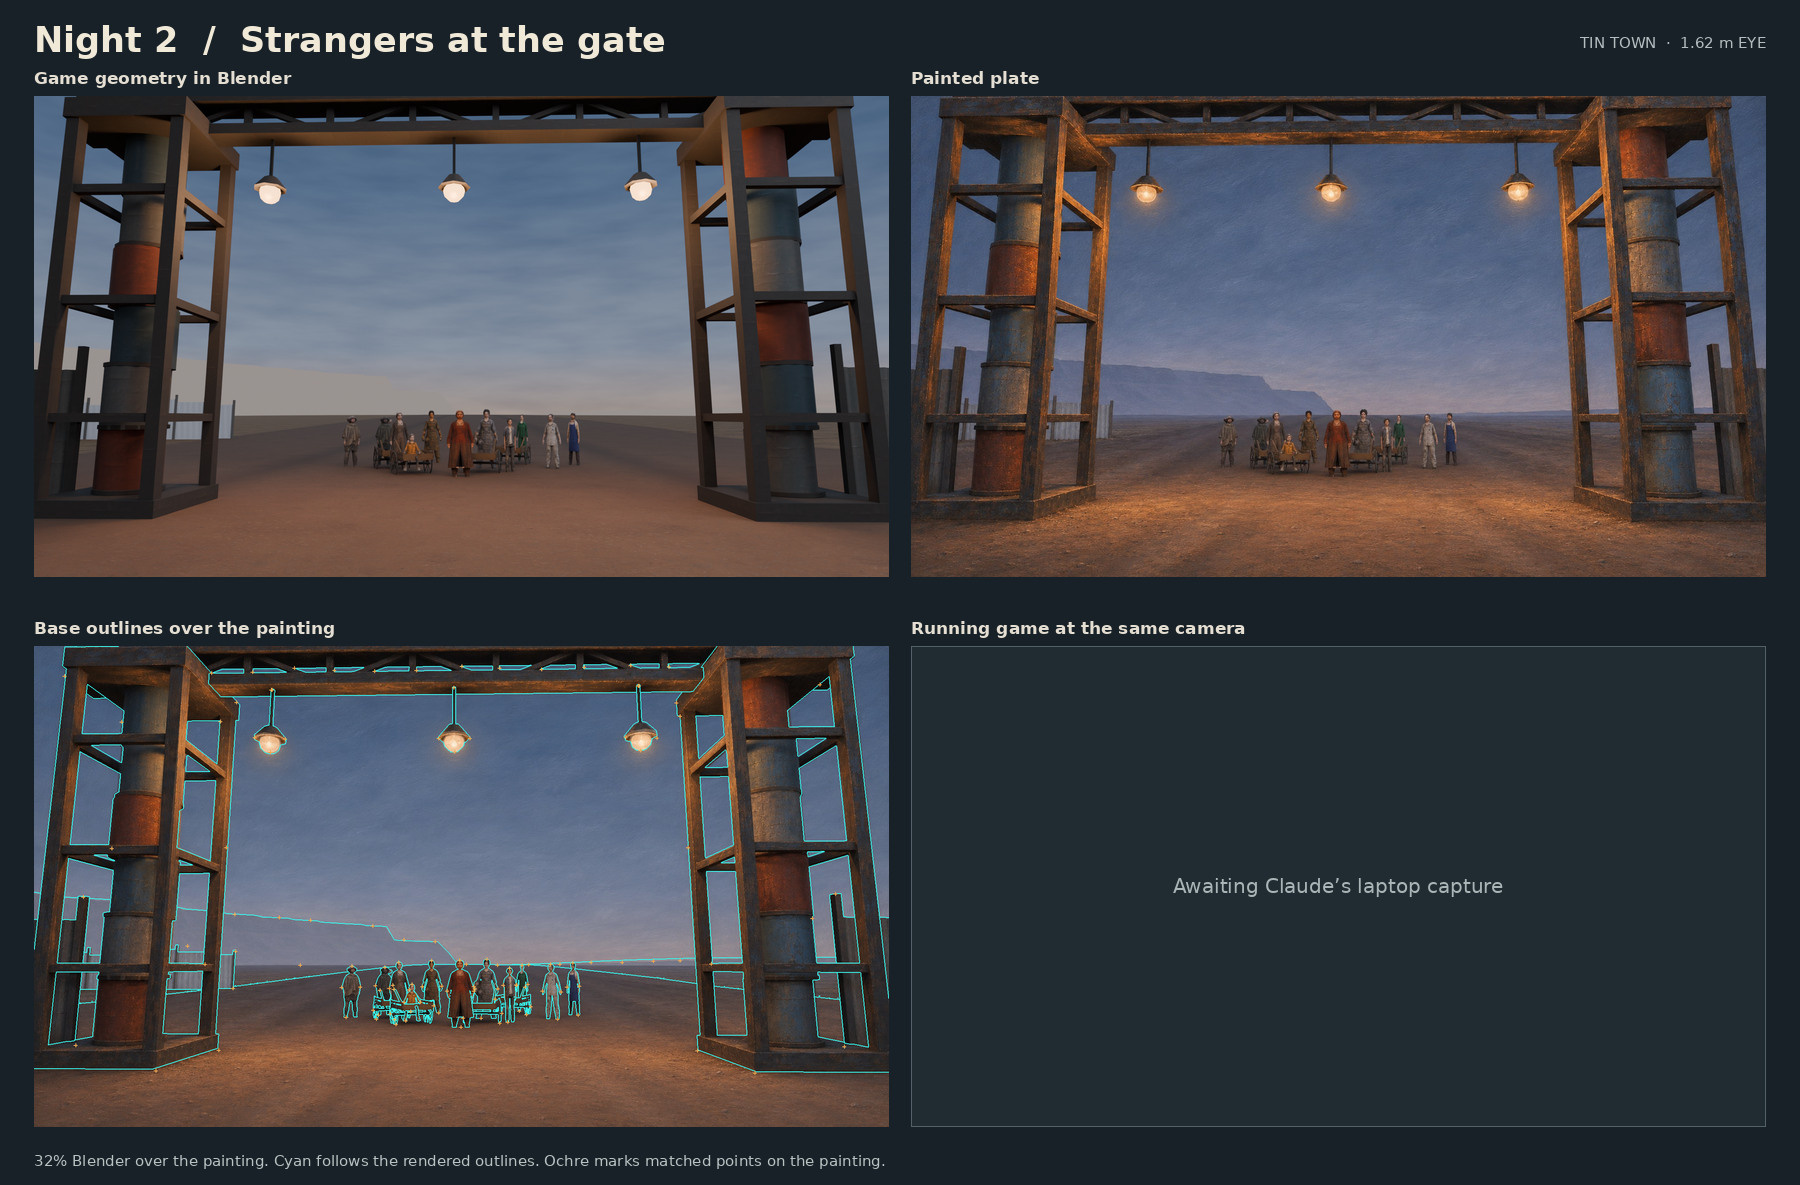 Night 2 / Strangers at the gate
TIN TOWN · 1.62 m EYE
Game geometry in Blender
Painted plate
Base outlines over the painting
Running game at the same camera
Awaiting Claude’s laptop capture
32% Blender over the painting. Cyan follows the rendered outlines. Ochre marks matched points on the painting.